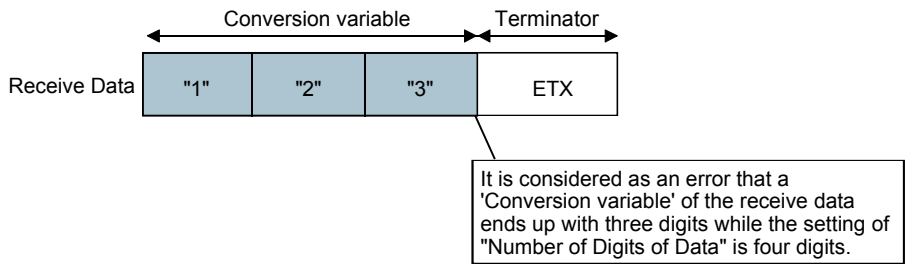 Conversion variable Terminator
Receive Data "1" "2" "3" ETX
It is considered as an error that a
'Conversion variable' of the receive data
ends up with three digits while the setting of
"Number of Digits of Data" is four digits.